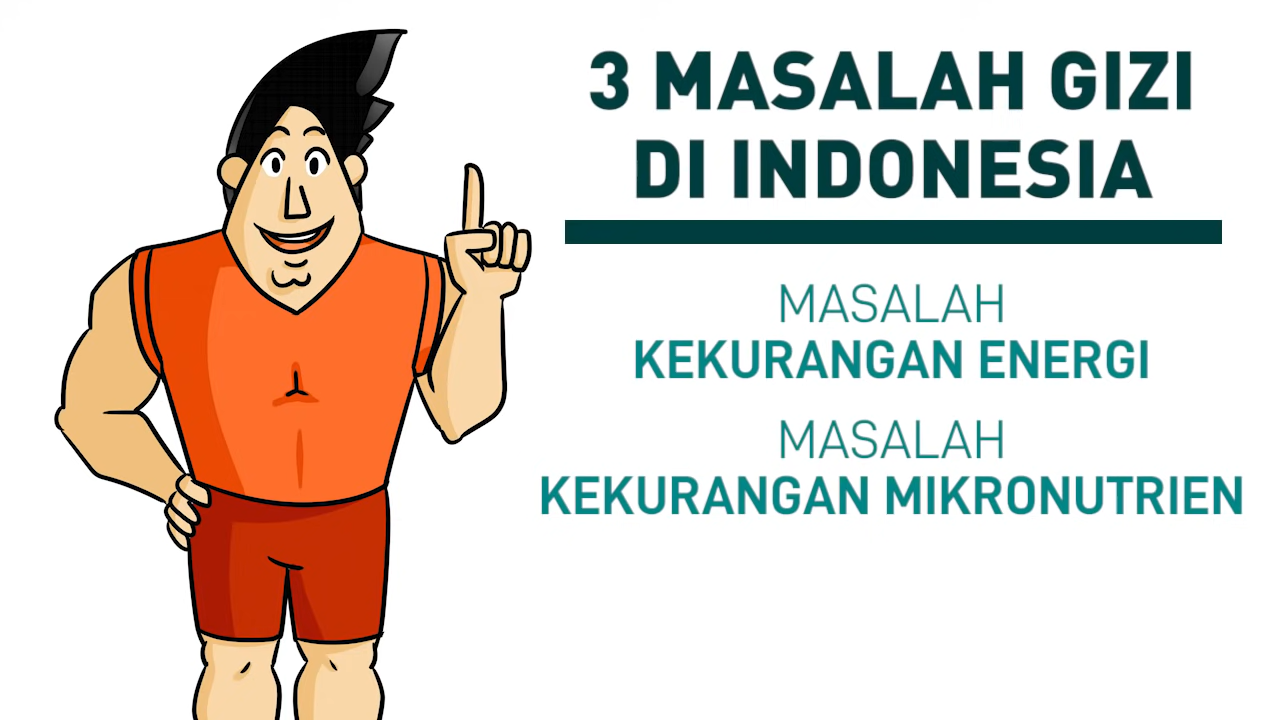 3 MASALAH GIZI
DI INDONESIA
MASALAH
KEKURANGAN ENERGI
MASALAH
KEKURANGAN MIKRONUTRIEN